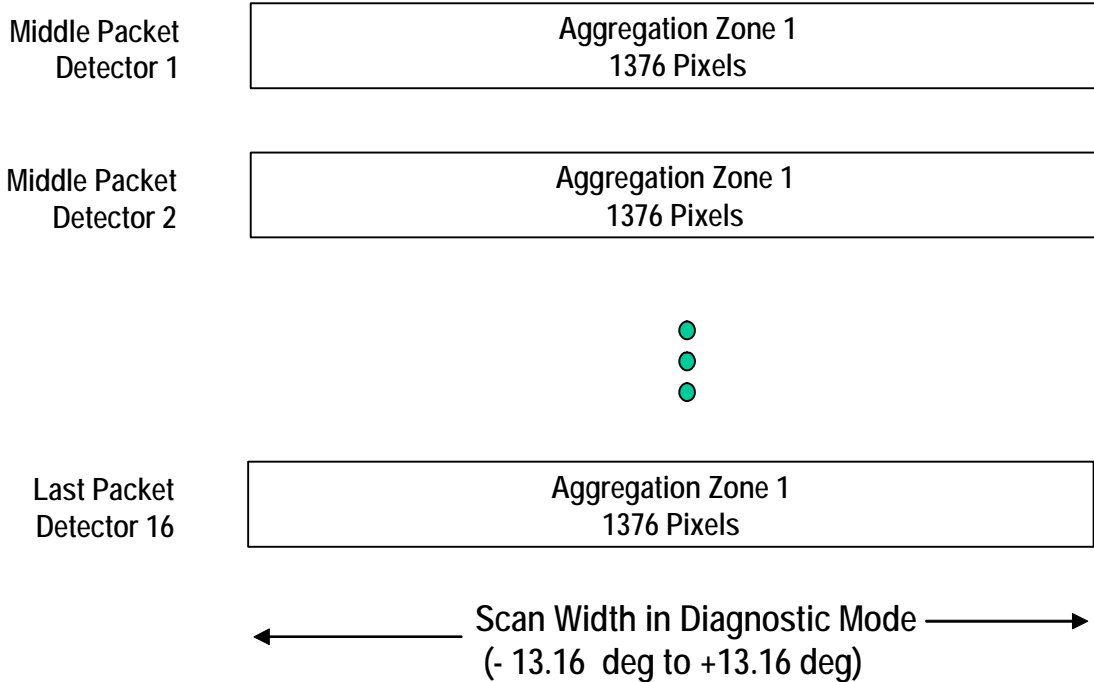 Middle Packet
Detector 1
Aggregation Zone 1
1376 Pixels
Middle Packet
Detector 2
Aggregation Zone 1
1376 Pixels
Last Packet
Detector 16
Aggregation Zone 1
1376 Pixels
Scan Width in Diagnostic Mode
(- 13.16 deg to +13.16 deg)